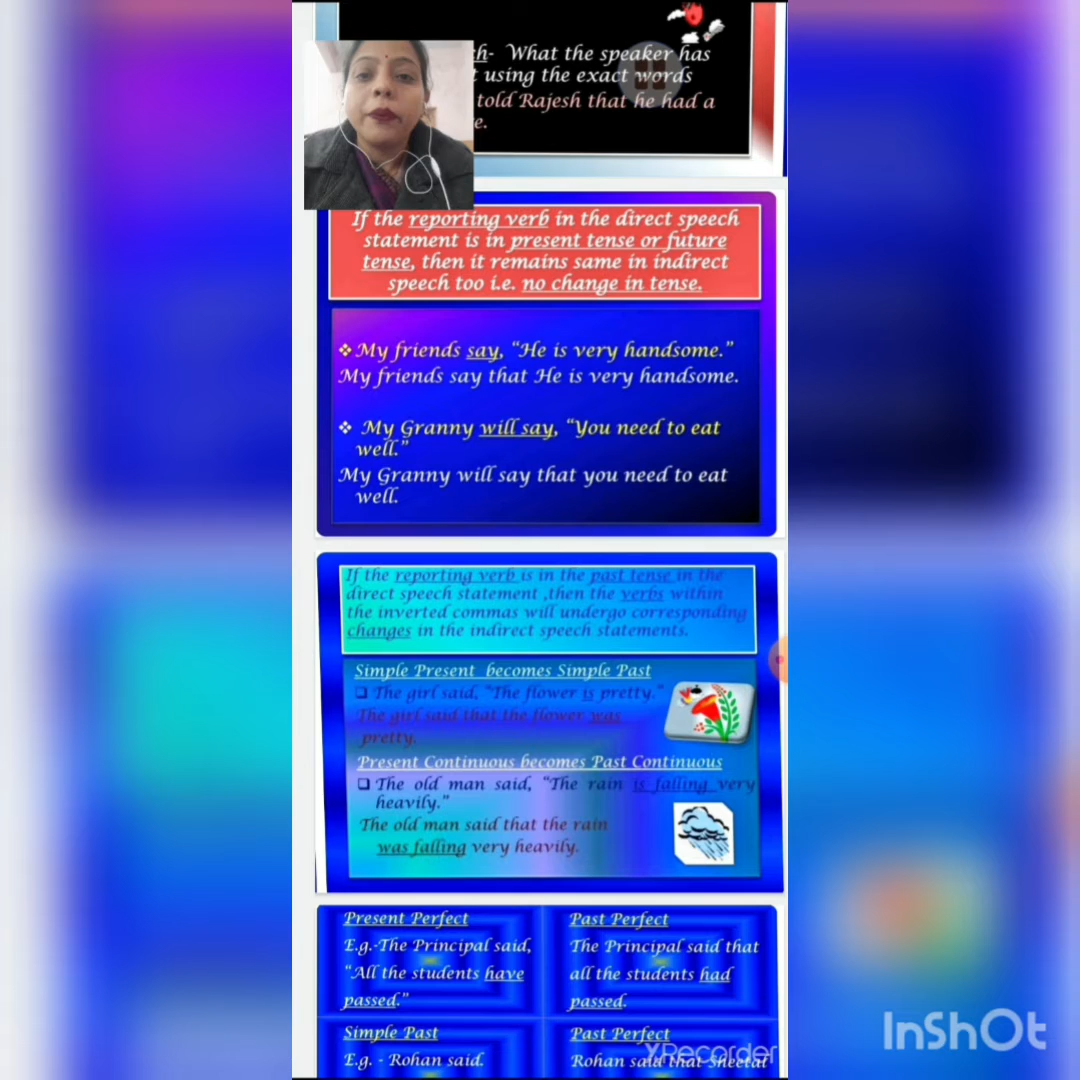 ch- What the speaker has
t using the exact words
told Rajesh that he had a
e.
If the reporting verb in the direct speech
statement is in present tense or future
tense, then it remains same in indirect
speech too i.e. no change in tense.
❖ My friends say, “He is very handsome.”
My friends say that He is very handsome.
❖ My Granny will say, “You need to eat
well.”
My Granny will say that you need to eat
well.
If the reporting verb is in the past tense in the
direct speech statement ,then the verbs within
the inverted commas will undergo corresponding
changes in the indirect speech statements.
Simple Present becomes Simple Past
❑ The girl said, “The flower is pretty.”
The girl said that the flower was
pretty.
Present Continuous becomes Past Continuous
❑ The old man said, “The rain is falling very
heavily.”
The old man said that the rain
was falling very heavily.
Present Perfect
E.g.-The Principal said,
“All the students have
passed.”
Past Perfect
The Principal said that
all the students had
passed.
Simple Past
E.g. - Rohan said.
Past Perfect
Rohan said that Sheetal
XRecorder
InShOt